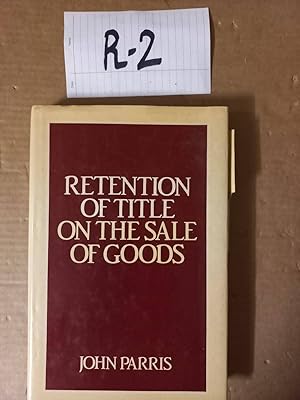 R-2
RETENTION
OF TITLE
ON THE SALE
OF GOODS
JOHN PARRIS